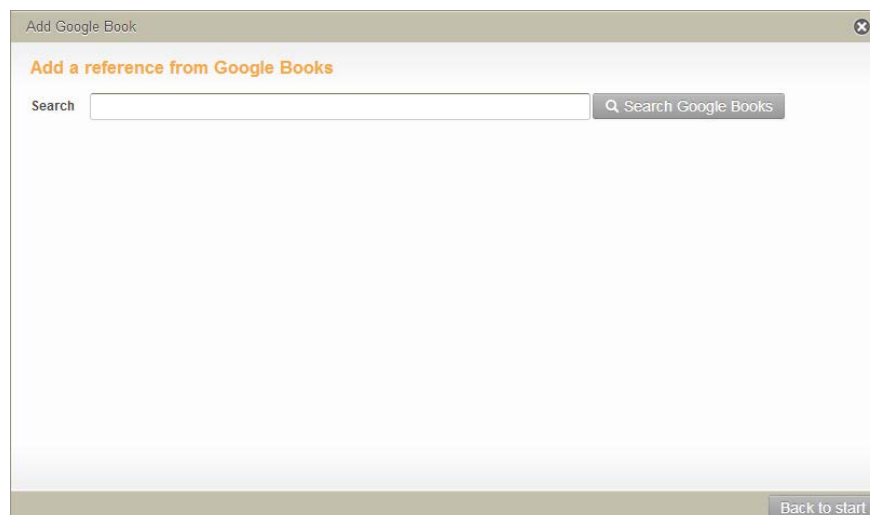 Add Google Book
Add a reference from Google Books
Search Search Google Books
Back to start